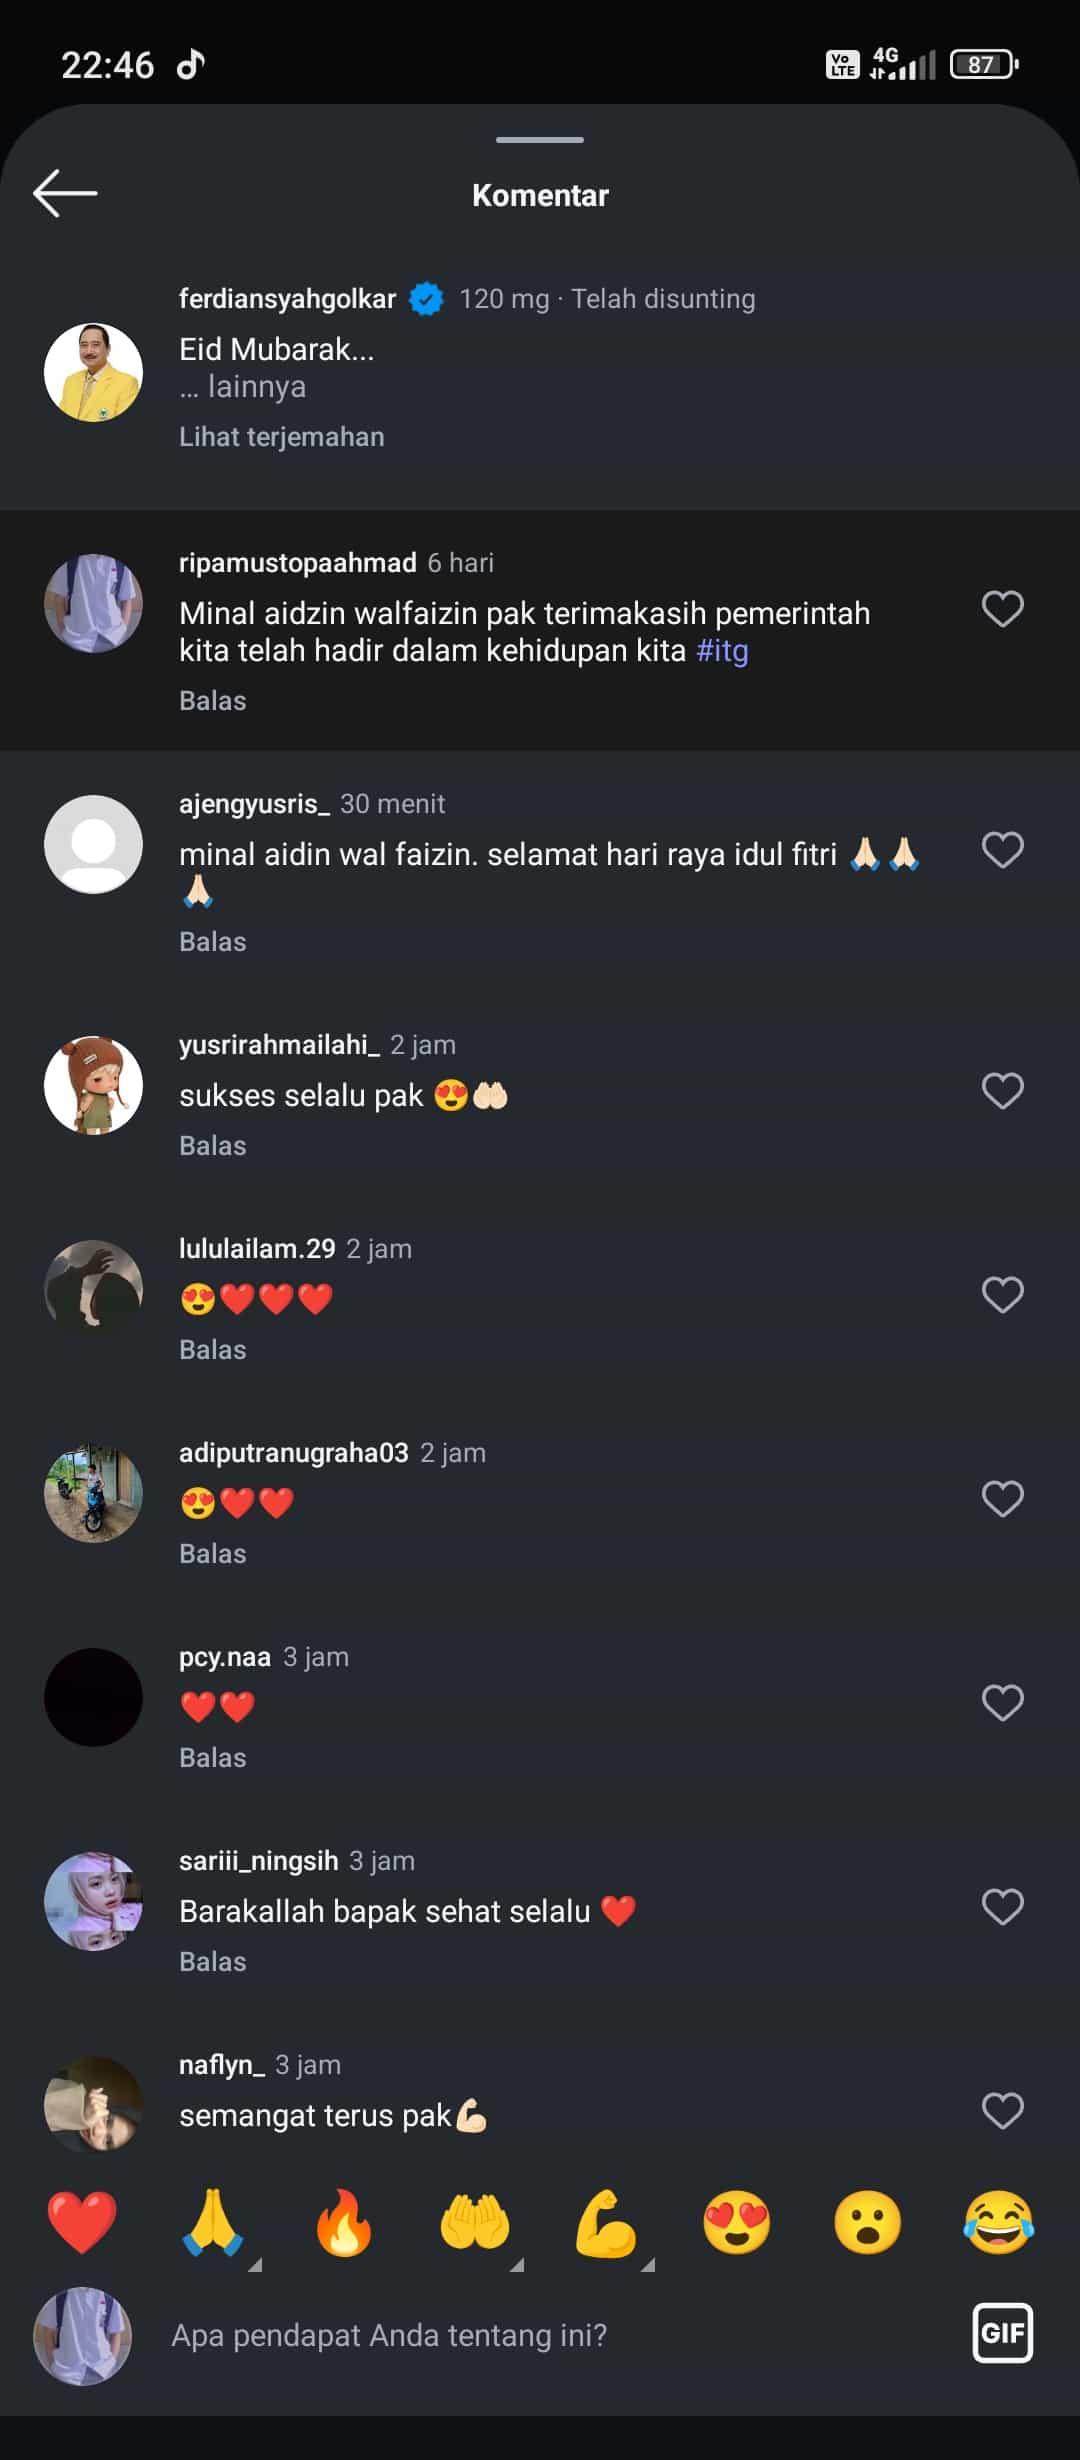 22:46
Vo LTE 4G 87
Komentar
ferdiansyahgolkar 120 mg · Telah disunting
Eid Mubarak...
... lainnya
Lihat terjemahan
ripamustopaahmad 6 hari
Minal aidzin walfaizin pak terimakasih pemerintah
kita telah hadir dalam kehidupan kita #itg
Balas
ajengyusris_ 30 menit
minal aidin wal faizin. selamat hari raya idul fitri 🙏🏻🙏🏻
🙏🏻
Balas
yusrirahmailahi_ 2 jam
sukses selalu pak 😍🤲🏻
Balas
lululailam.29 2 jam
😍❤️❤️❤️
Balas
adiputranugraha03 2 jam
😍❤️❤️
Balas
pcy.naa 3 jam
❤️❤️
Balas
sariii_ningsih 3 jam
Barakallah bapak sehat selalu ❤️
Balas
naflyn_ 3 jam
semangat terus pak💪🏻
❤️🙏🔥🤲💪😍😮😂
Apa pendapat Anda tentang ini?
GIF